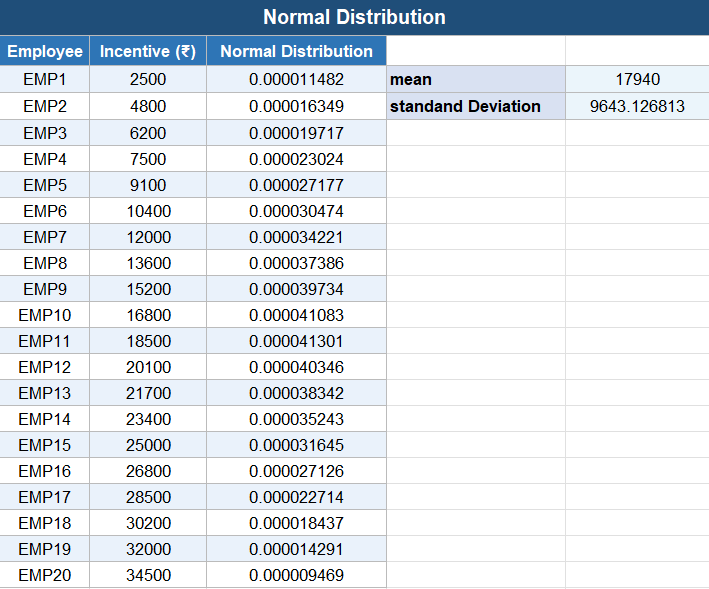 Normal Distribution
Employee Incentive (₹) Normal Distribution
EMP1 2500 0.000011482 mean 17940
EMP2 4800 0.000016349 standand Deviation 9643.126813
EMP3 6200 0.000019717
EMP4 7500 0.000023024
EMP5 9100 0.000027177
EMP6 10400 0.000030474
EMP7 12000 0.000034221
EMP8 13600 0.000037386
EMP9 15200 0.000039734
EMP10 16800 0.000041083
EMP11 18500 0.000041301
EMP12 20100 0.000040346
EMP13 21700 0.000038342
EMP14 23400 0.000035243
EMP15 25000 0.000031645
EMP16 26800 0.000027126
EMP17 28500 0.000022714
EMP18 30200 0.000018437
EMP19 32000 0.000014291
EMP20 34500 0.000009469